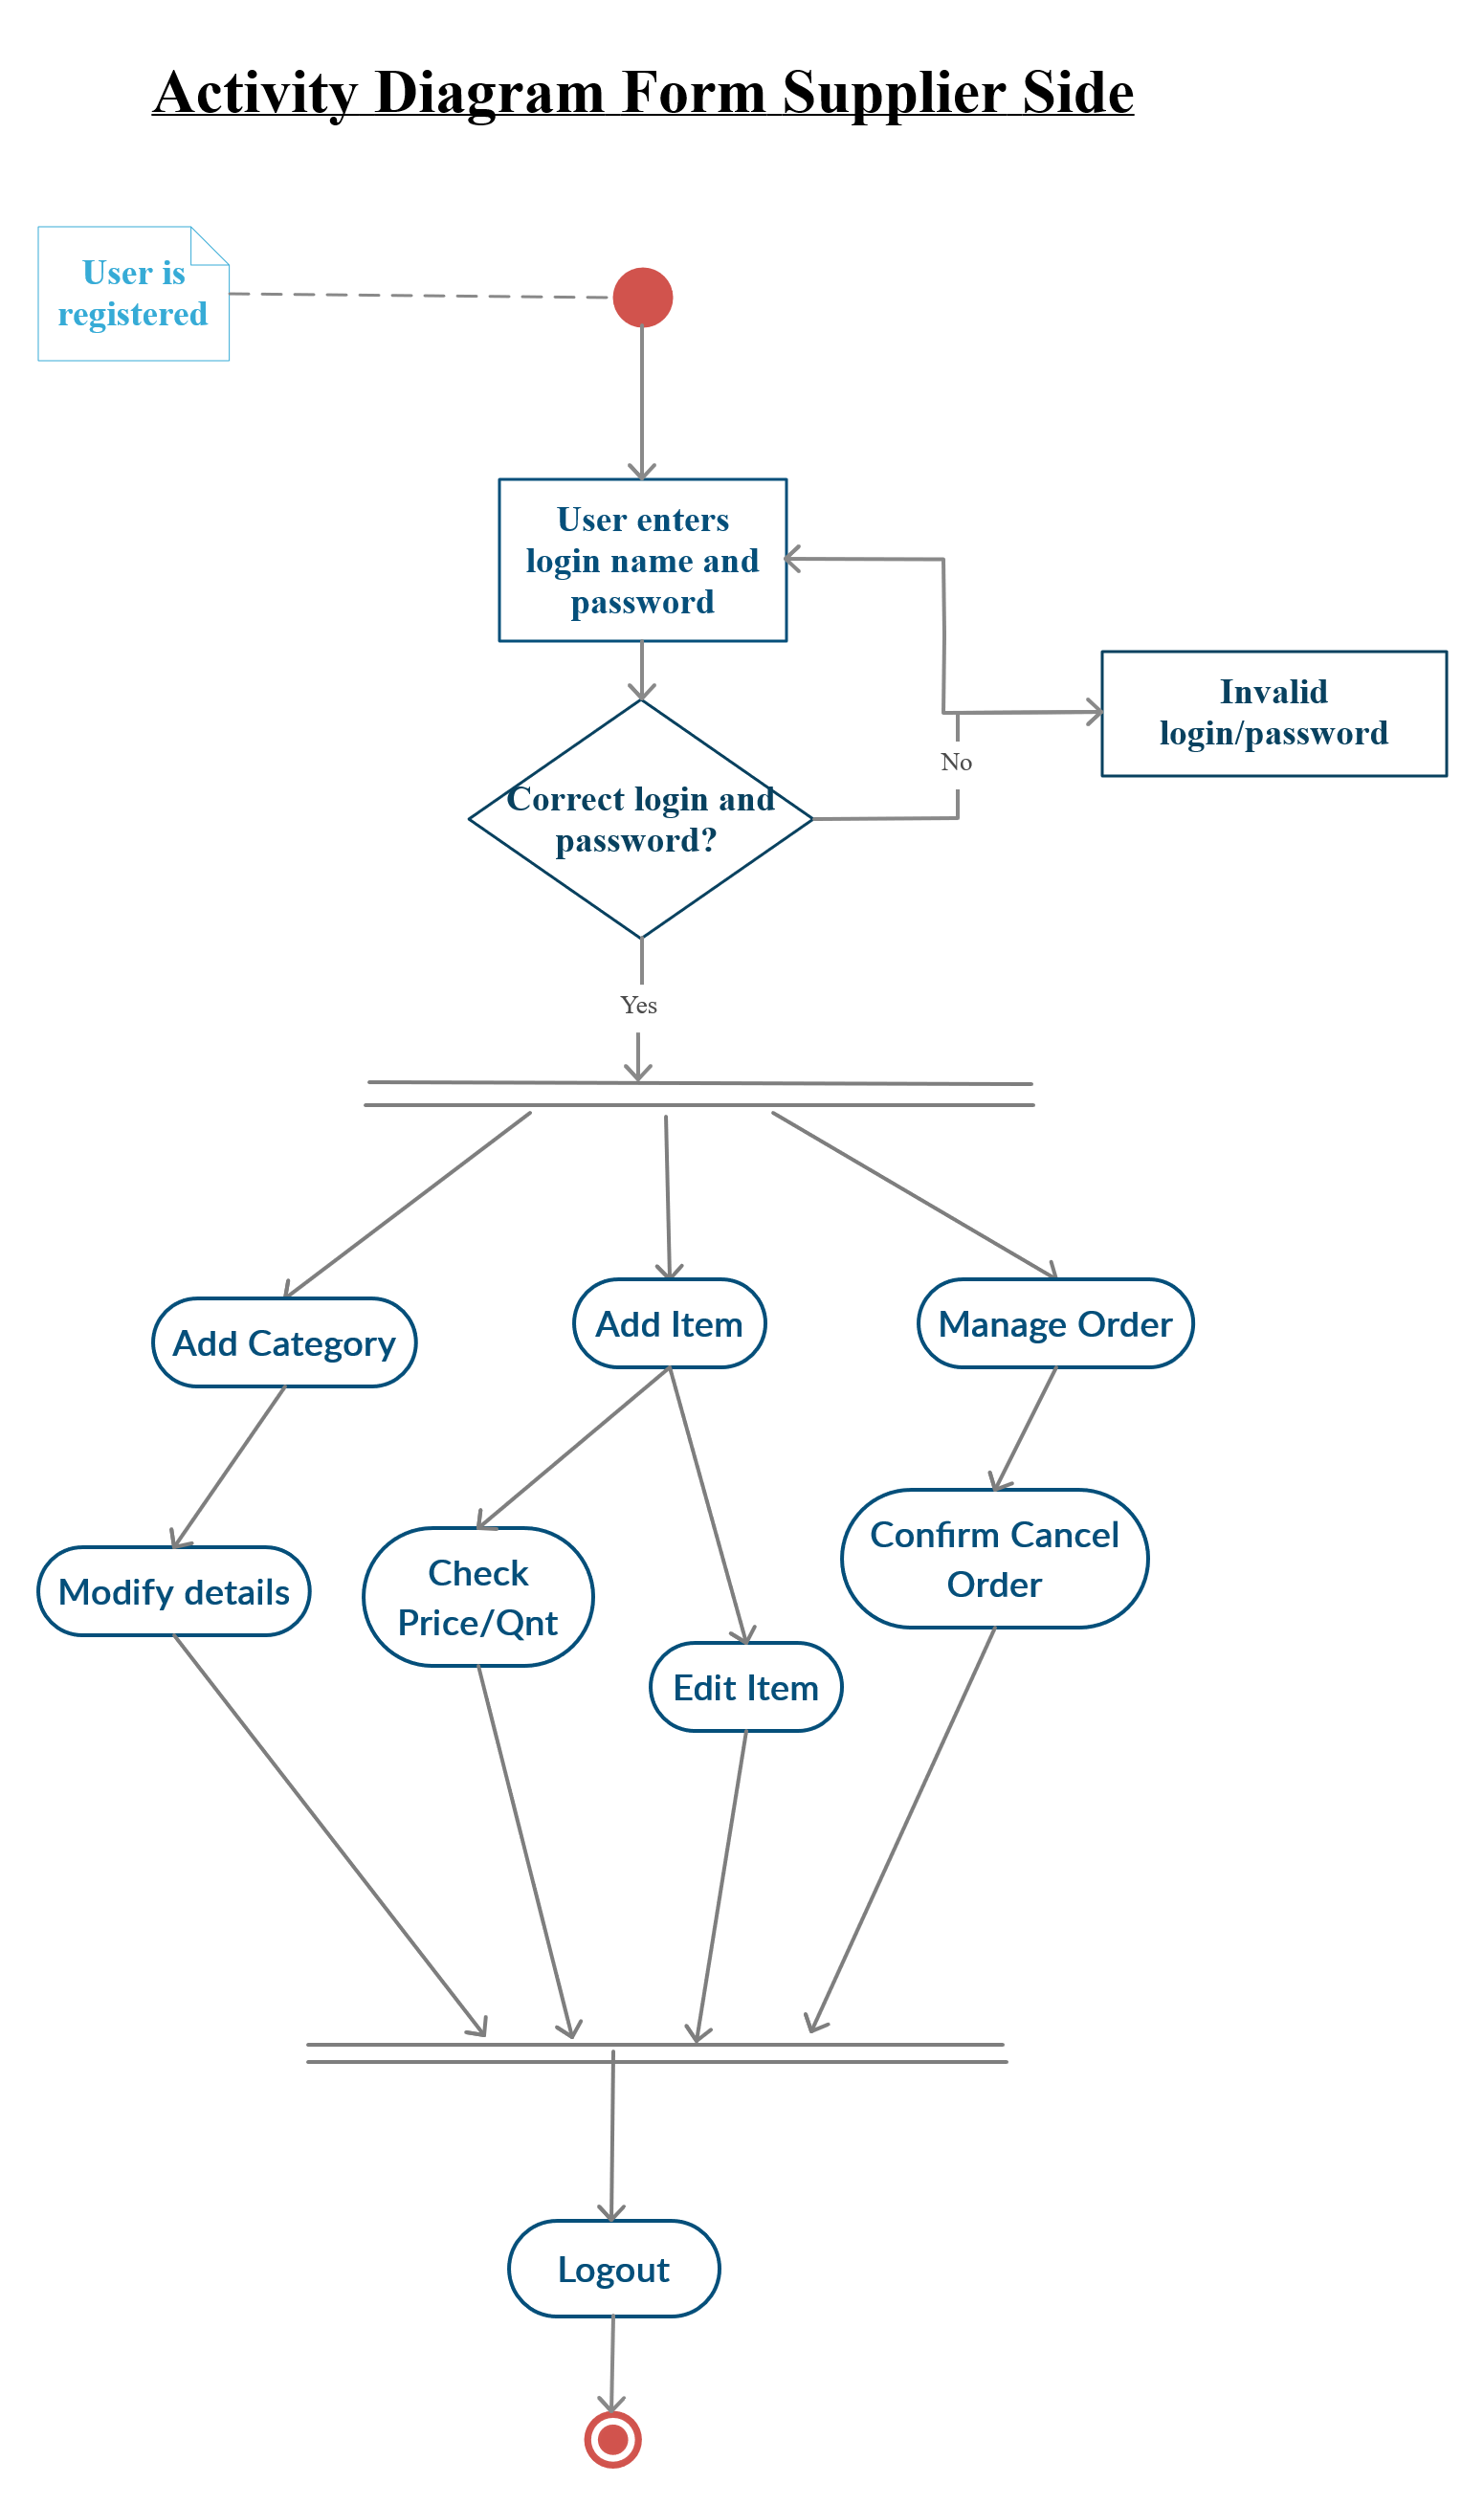 Activity Diagram Form Supplier Side
User is
registered
User enters
login name and
password
Invalid
login/password
No
Correct login and
password?
Yes
Add Category
Add Item
Manage Order
Modify details
Check
Price/Qnt
Confirm Cancel
Order
Edit Item
Logout